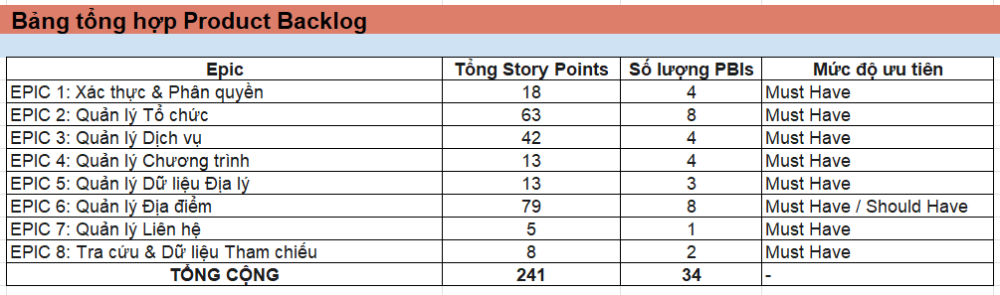 Bảng tổng hợp Product Backlog
Epic Tổng Story Points Số lượng PBIs Mức độ ưu tiên
EPIC 1: Xác thực & Phân quyền 18 4 Must Have
EPIC 2: Quản lý Tổ chức 63 8 Must Have
EPIC 3: Quản lý Dịch vụ 42 4 Must Have
EPIC 4: Quản lý Chương trình 13 4 Must Have
EPIC 5: Quản lý Dữ liệu Địa lý 13 3 Must Have
EPIC 6: Quản lý Địa điểm 79 8 Must Have / Should Have
EPIC 7: Quản lý Liên hệ 5 1 Must Have
EPIC 8: Tra cứu & Dữ liệu Tham chiếu 8 2 Must Have
TỔNG CỘNG 241 34 -